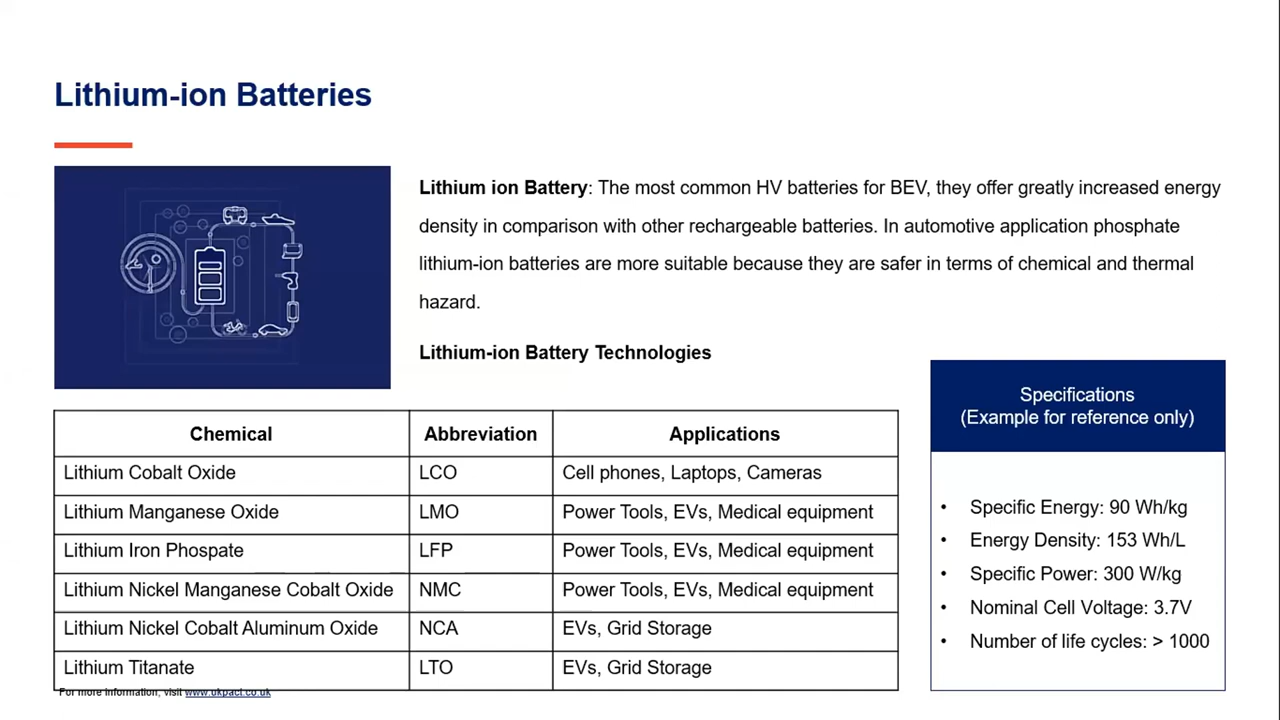 Lithium-ion Batteries
Lithium ion Battery: The most common HV batteries for BEV, they offer greatly increased energy
density in comparison with other rechargeable batteries. In automotive application phosphate
lithium-ion batteries are more suitable because they are safer in terms of chemical and thermal
hazard.
Lithium-ion Battery Technologies
Chemical Abbreviation Applications
Lithium Cobalt Oxide LCO Cell phones, Laptops, Cameras
Lithium Manganese Oxide LMO Power Tools, EVs, Medical equipment
Lithium Iron Phospate LFP Power Tools, EVs, Medical equipment
Lithium Nickel Manganese Cobalt Oxide NMC Power Tools, EVs, Medical equipment
Lithium Nickel Cobalt Aluminum Oxide NCA EVs, Grid Storage
Lithium Titanate LTO EVs, Grid Storage
Specifications
(Example for reference only)
• Specific Energy: 90 Wh/kg
• Energy Density: 153 Wh/L
• Specific Power: 300 W/kg
• Nominal Cell Voltage: 3.7V
• Number of life cycles: > 1000
For more information, visit www.ukpact.co.uk